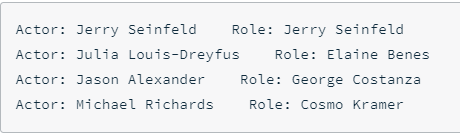 Actor: Jerry Seinfeld    Role: Jerry Seinfeld
Actor: Julia Louis-Dreyfus    Role: Elaine Benes
Actor: Jason Alexander    Role: George Costanza
Actor: Michael Richards    Role: Cosmo Kramer